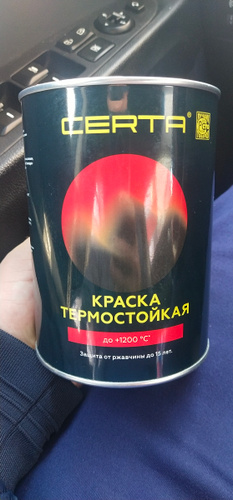 CERTA®
КРАСКА
ТЕРМОСТОЙКАЯ
до +1200 °С*
Защита от ржавчины до 15 лет.